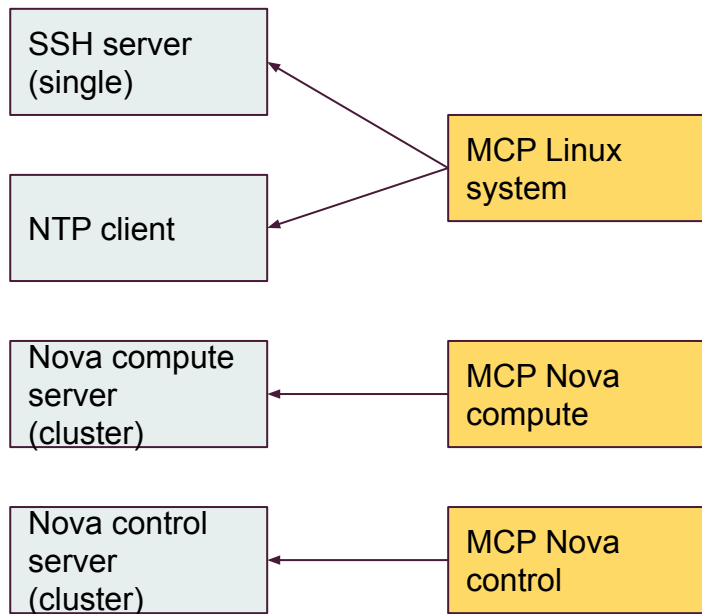 SSH server
(single)
MCP Linux
system
NTP client
Nova compute
server
(cluster)
MCP Nova
compute
Nova control
server
(cluster)
MCP Nova
control